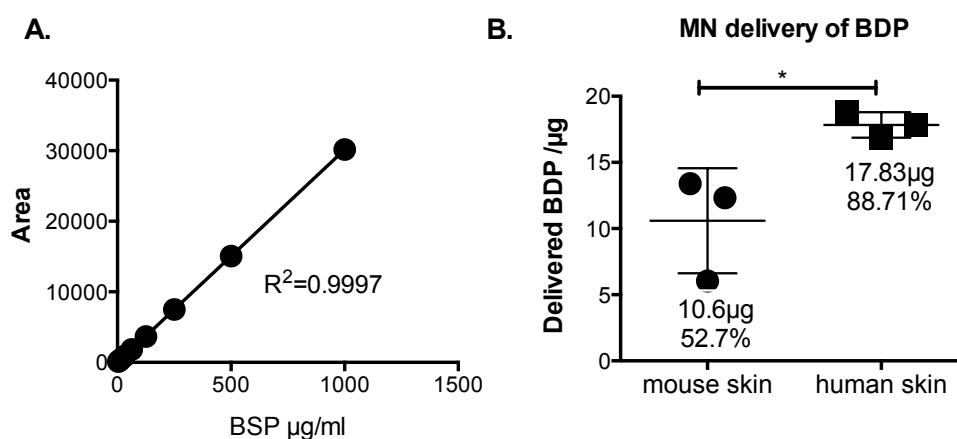 A.
40000
30000
20000
10000
0
Area
R²=0.9997
0 500 1000 1500
BSP µg/ml
B.
MN delivery of BDP
*
20
15
10
5
0
Delivered BDP /µg
17.83µg
88.71%
10.6µg
52.7%
mouse skin human skin